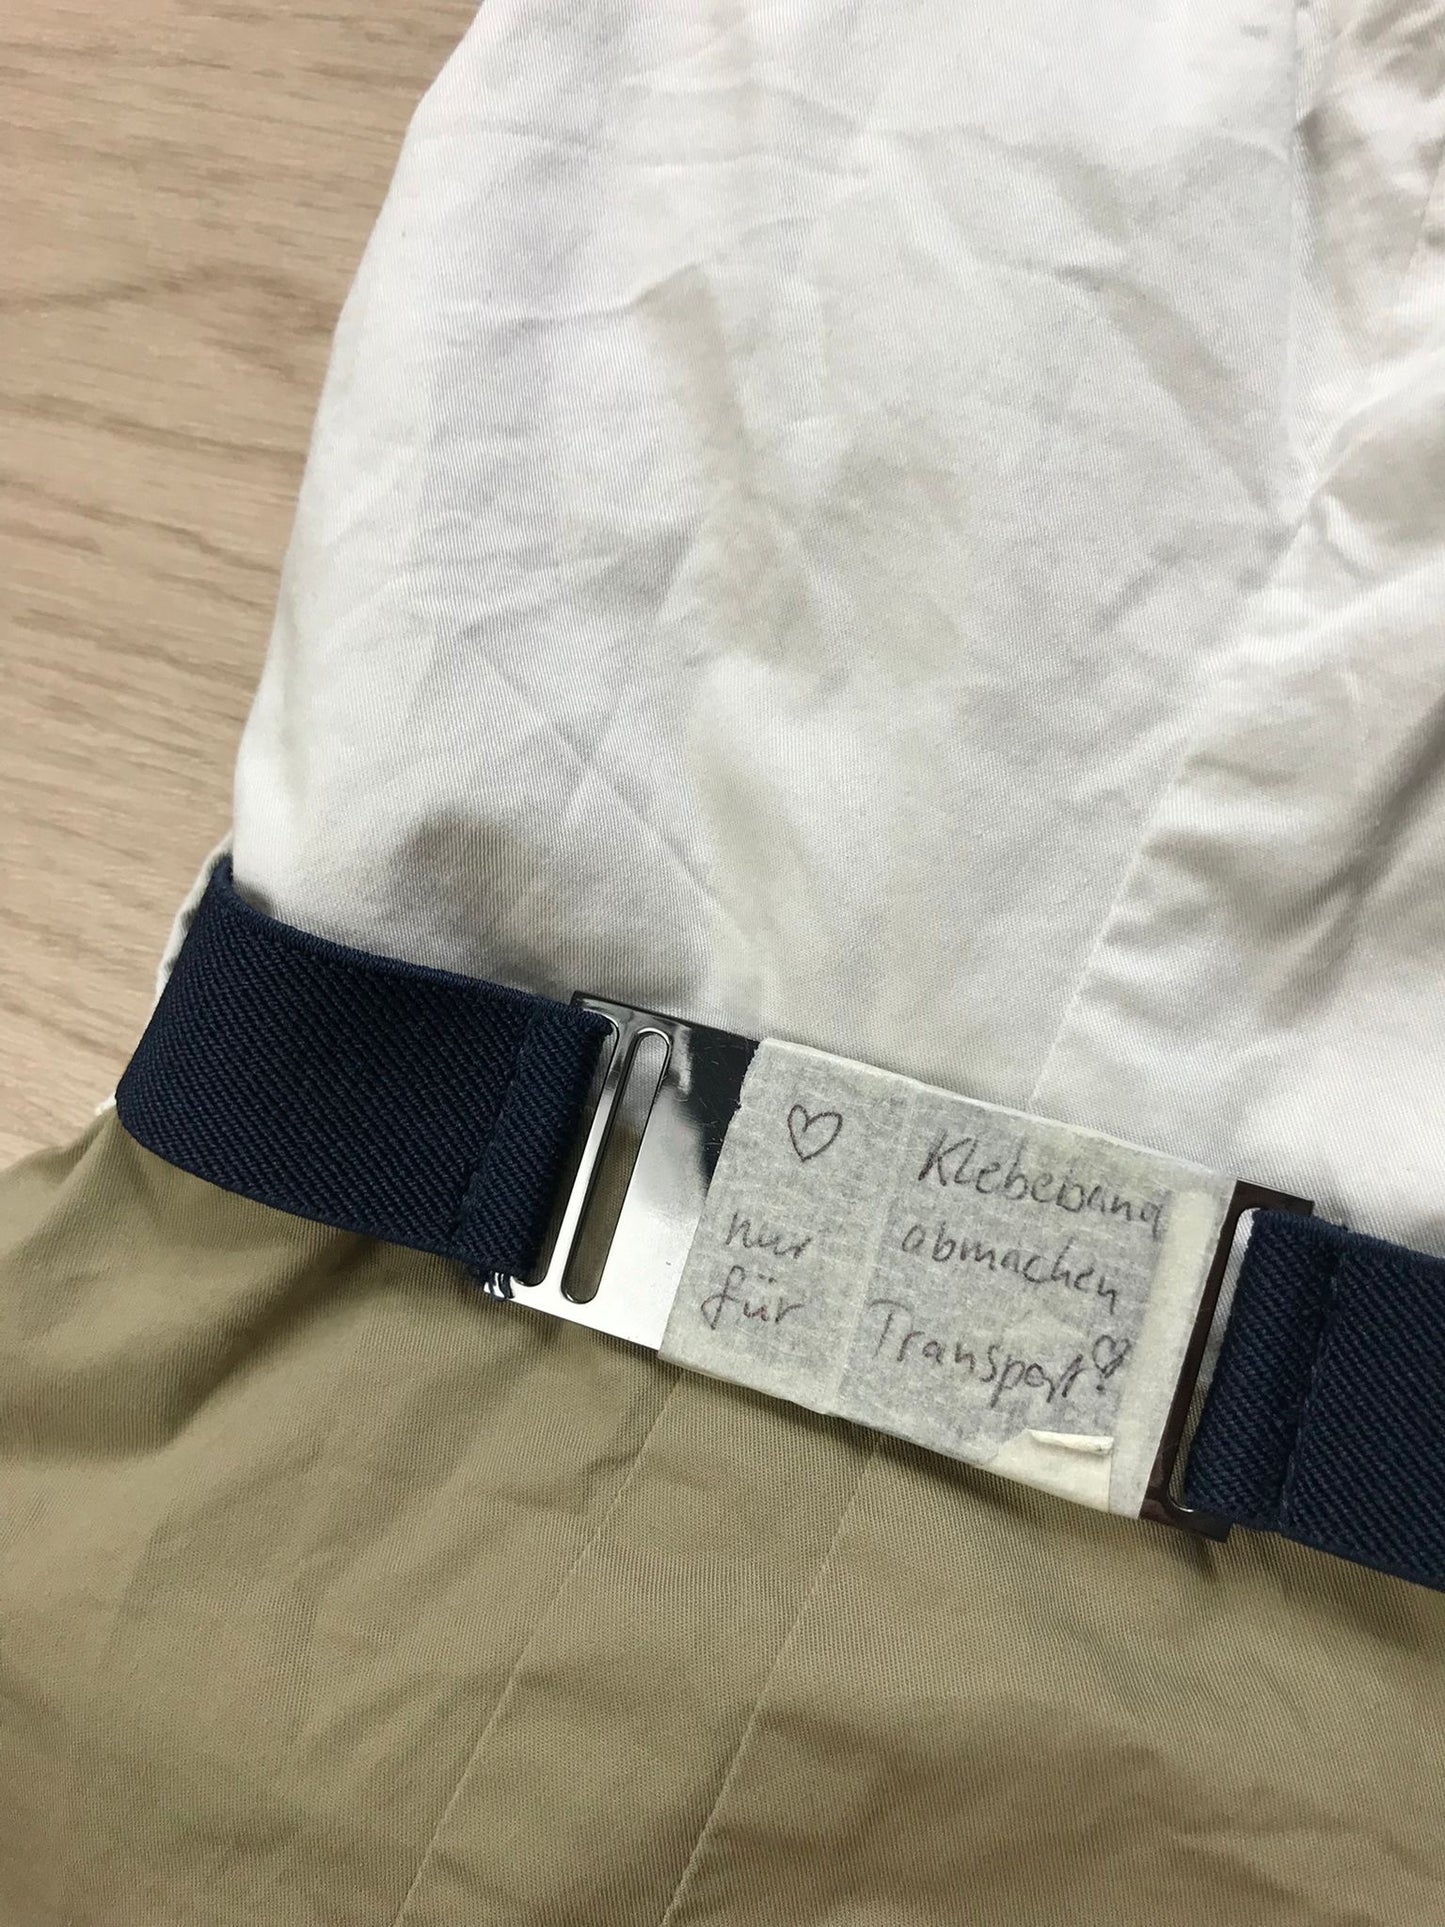 ♡ Klebeband
nur abmachen
für Transport♡!